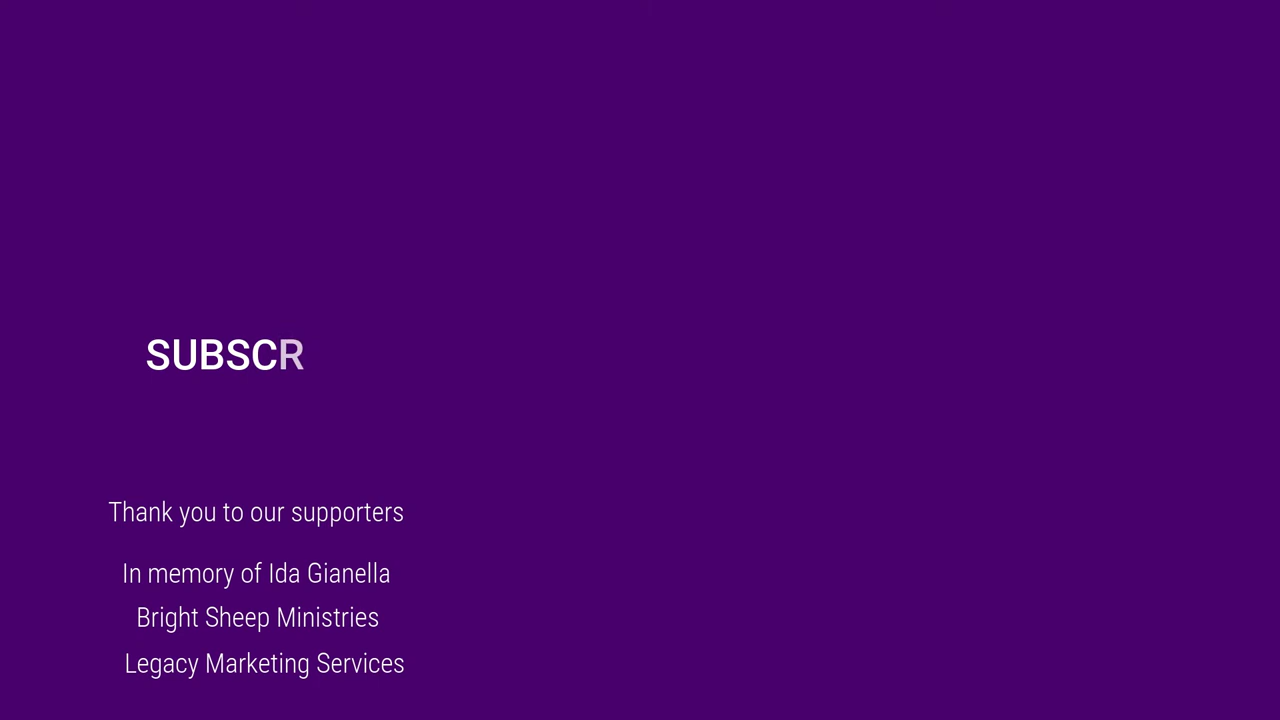 SUBSCR
Thank you to our supporters
In memory of Ida Gianella
Bright Sheep Ministries
Legacy Marketing Services